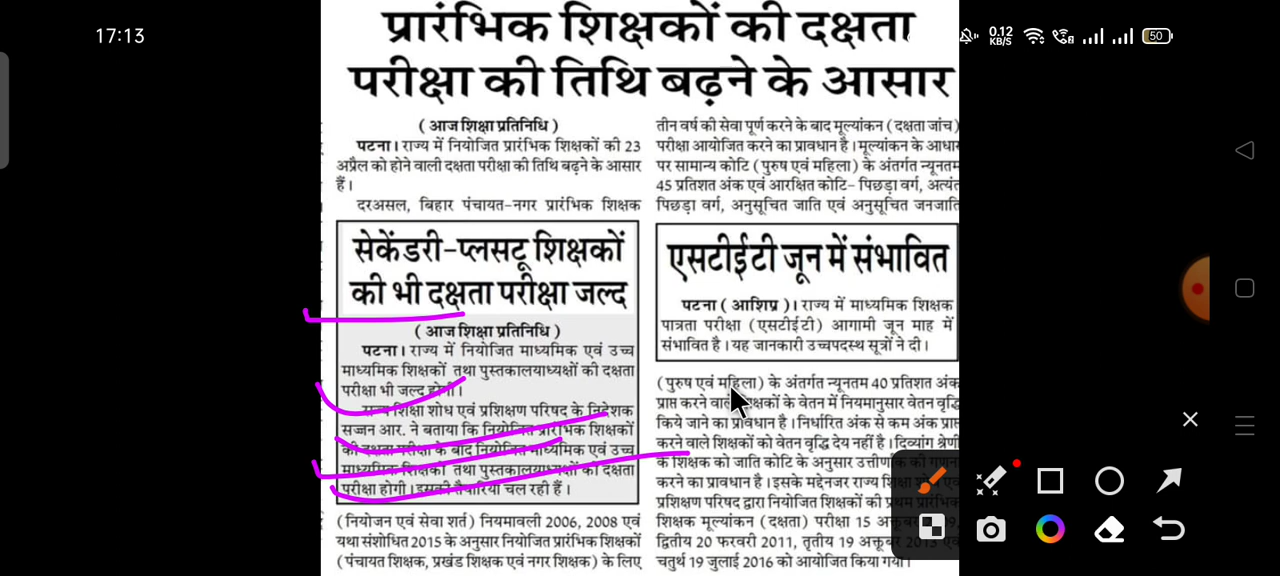 17:13
0.12
KB/S
50
प्रारंभिक शिक्षकों की दक्षता
परीक्षा की तिथि बढ़ने के आसार
( आज शिक्षा प्रतिनिधि )
पटना। राज्य में नियोजित प्रारंभिक शिक्षकों की 23
अप्रैल को होने वाली दक्षता परीक्षा की तिथि बढ़ने के आसार
हैं।
दरअसल, बिहार पंचायत-नगर प्रारंभिक शिक्षक
सेकेंडरी-प्लसटू शिक्षकों
की भी दक्षता परीक्षा जल्द
( आज शिक्षा प्रतिनिधि )
पटना। राज्य में नियोजित माध्यमिक एवं उच्च
माध्यमिक शिक्षकों तथा पुस्तकालयाध्यक्षों की दक्षता
परीक्षा भी जल्द होगी।
राज्य शिक्षा शोध एवं प्रशिक्षण परिषद के निदेशक
सज्जन आर. ने बताया कि नियोजित प्रारंभिक शिक्षकों
की दक्षता परीक्षा के बाद नियोजित माध्यमिक एवं उच्च
माध्यमिक शिक्षकों तथा पुस्तकालयाध्यक्षों की दक्षता
परीक्षा होगी। इसकी तैयारियां चल रही हैं।
(नियोजन एवं सेवा शर्त) नियमावली 2006, 2008 एवं
यथा संशोधित 2015 के अनुसार नियोजित प्रारंभिक शिक्षकों
(पंचायत शिक्षक, प्रखंड शिक्षक एवं नगर शिक्षक) के लिए
तीन वर्ष की सेवा पूर्ण करने के बाद मूल्यांकन (दक्षता जांच)
परीक्षा आयोजित करने का प्रावधान है। मूल्यांकन के आधार
पर सामान्य कोटि (पुरुष एवं महिला) के अंतर्गत न्यूनतम
45 प्रतिशत अंक एवं आरक्षित कोटि- पिछड़ा वर्ग, अत्यंत
पिछड़ा वर्ग, अनुसूचित जाति एवं अनुसूचित जनजाति
एसटीईटी जून में संभावित
पटना (आशिप्र)। राज्य में माध्यमिक शिक्षक
पात्रता परीक्षा (एसटीईटी) आगामी जून माह में
संभावित है। यह जानकारी उच्चपदस्थ सूत्रों ने दी।
(पुरुष एवं महिला) के अंतर्गत न्यूनतम 40 प्रतिशत अंक
प्राप्त करने वाले शिक्षकों के वेतन में नियमानुसार वेतन वृद्धि
किये जाने का प्रावधान है। निर्धारित अंक से कम अंक प्राप्त
करने वाले शिक्षकों को वेतन वृद्धि देय नहीं है। दिव्यांग श्रेणी
के शिक्षक को जाति कोटि के अनुसार उत्तीर्णांक की गणना
करने का प्रावधान है। इसके मद्देनजर राज्य शिक्षा शोध एवं
प्रशिक्षण परिषद द्वारा नियोजित शिक्षकों की प्रथम प्रारंभिक
शिक्षक मूल्यांकन (दक्षता) परीक्षा 15 अक्तूबर
द्वितीय 20 फरवरी 2011, तृतीय 19 अक्तूबर 2013 एवं
चतुर्थ 19 जुलाई 2016 को आयोजित किया गया।